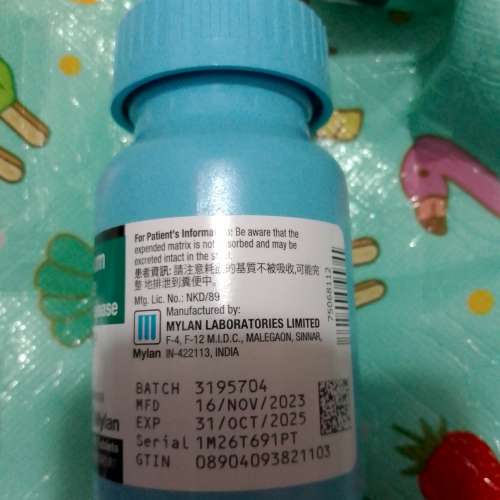 For Patient's Information: Be aware that the
expended matrix is not absorbed and may be
excreted intact in the
患者資訊: 請注意耗 的基質不被吸收,可能完
整地排泄到糞便中。
Mfg. Lic. No.: NKD/89
Manufactured by:
MYLAN LABORATORIES LIMITED
F-4, F-12 M.I.D.C., MALEGAON, SINNAR,
Mylan IN-422113, INDIA
75068112
BATCH 3195704
MFD 16/NOV/2023
EXP 31/OCT/2025
Serial 1M26T691PT
GTIN 08904093821103